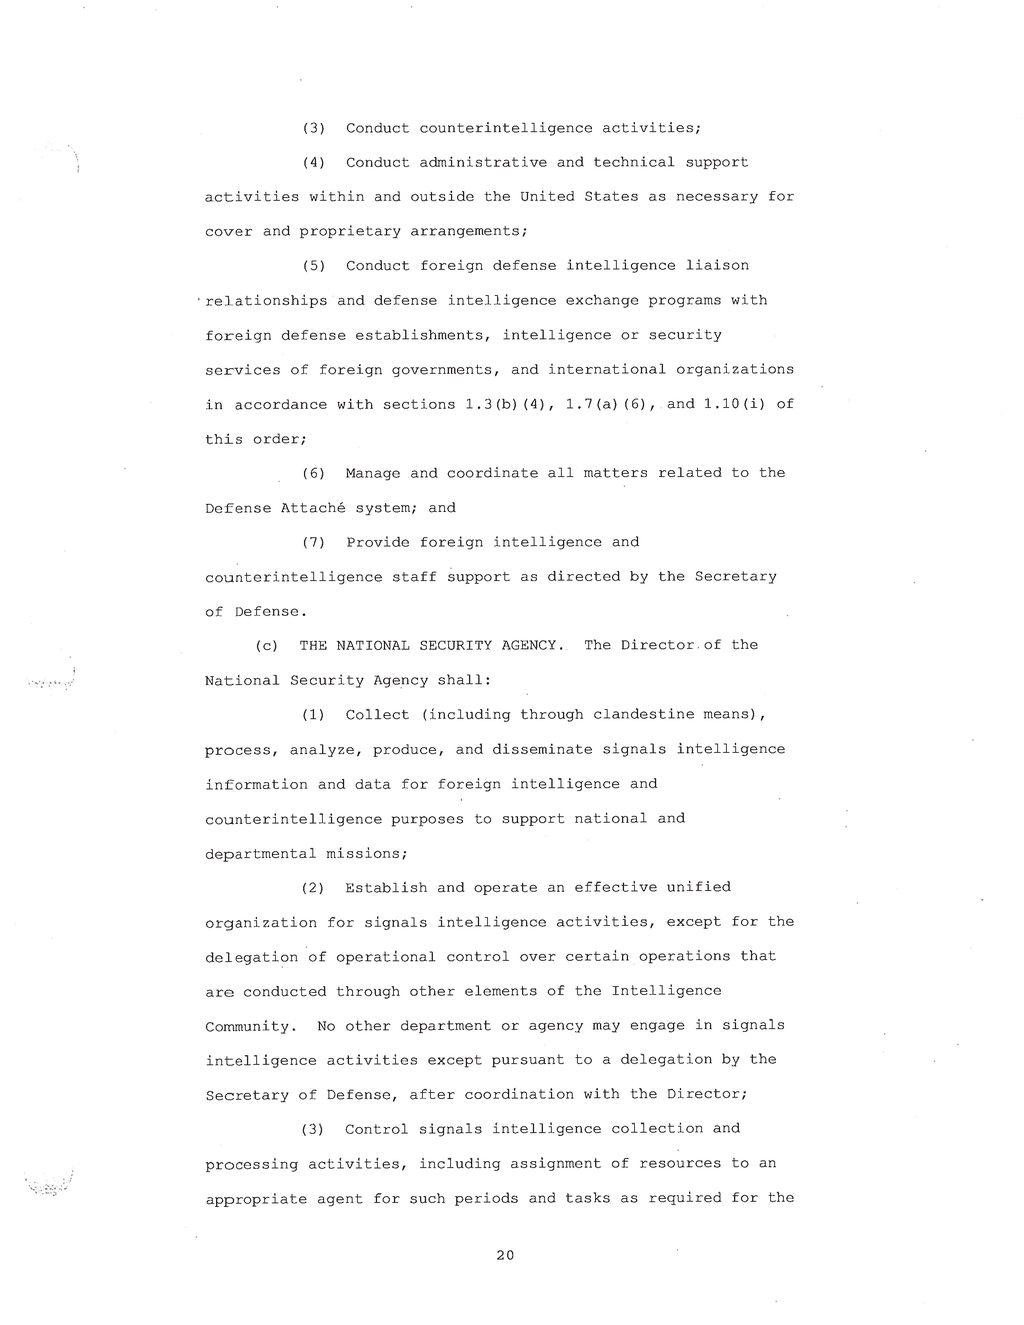 (3) Conduct counterintelligence activities;
(4) Conduct administrative and technical support
activities within and outside the United States as necessary for
cover and proprietary arrangements;
(5) Conduct foreign defense intelligence liaison
relationships and defense intelligence exchange programs with
foreign defense establishments, intelligence or security
services of foreign governments, and international organizations
in accordance with sections 1.3(b)(4), 1.7(a)(6), and 1.10(i) of
this order;
(6) Manage and coordinate all matters related to the
Defense Attaché system; and
(7) Provide foreign intelligence and
counterintelligence staff support as directed by the Secretary
of Defense.
(c) THE NATIONAL SECURITY AGENCY. The Director of the
National Security Agency shall:
(1) Collect (including through clandestine means),
process, analyze, produce, and disseminate signals intelligence
information and data for foreign intelligence and
counterintelligence purposes to support national and
departmental missions;
(2) Establish and operate an effective unified
organization for signals intelligence activities, except for the
delegation of operational control over certain operations that
are conducted through other elements of the Intelligence
Community. No other department or agency may engage in signals
intelligence activities except pursuant to a delegation by the
Secretary of Defense, after coordination with the Director;
(3) Control signals intelligence collection and
processing activities, including assignment of resources to an
appropriate agent for such periods and tasks as required for the
20